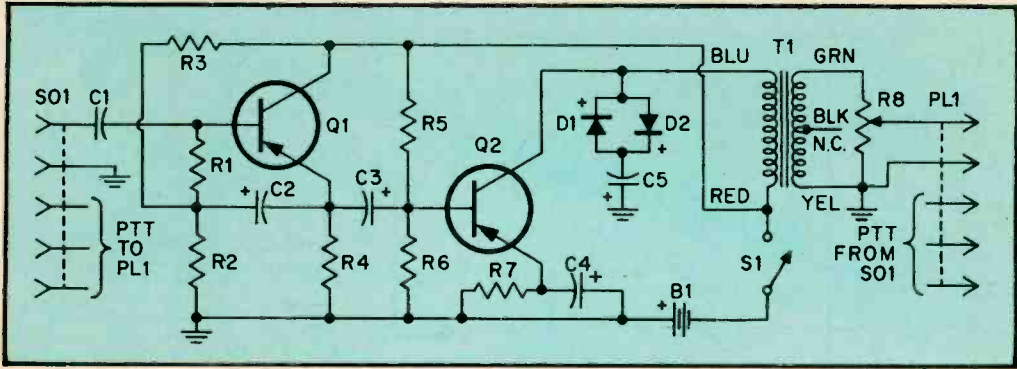 R3
SO1
C1
Q1
R1
C2
C3
R5
Q2
D1
D2
C5
BLU
T1
GRN
BLK
N.C.
R8
PL1
RED
YEL
PTT
TO
PL1
R2
R4
R6
R7
C4
B1
S1
PTT
FROM
SO1